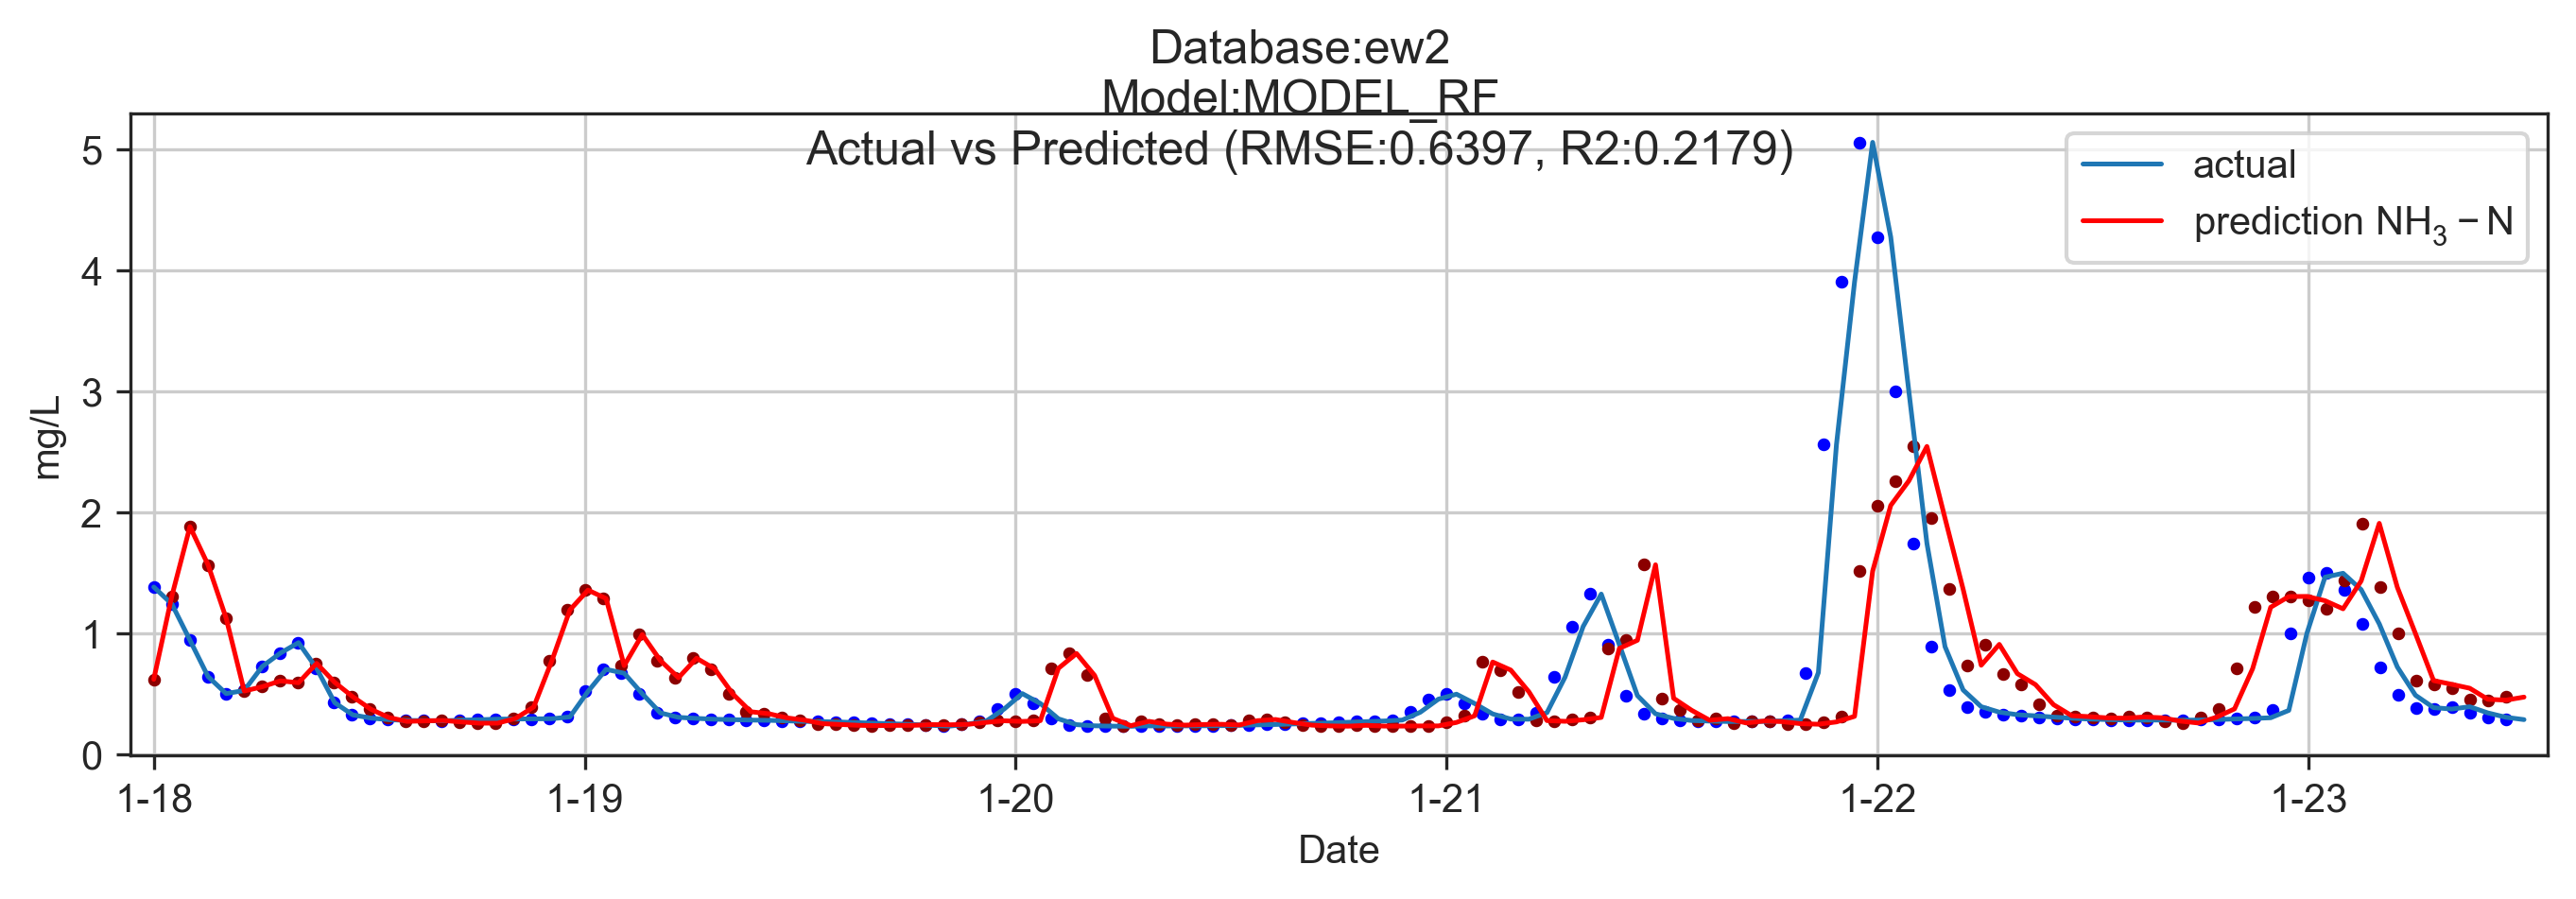 Database:ew2
Model:MODEL_RF
Actual vs Predicted (RMSE:0.6397, R2:0.2179)
actual
prediction NH₃ − N
5
4
3
2
1
0
mg/L
1-18 1-19 1-20 1-21 1-22 1-23
Date